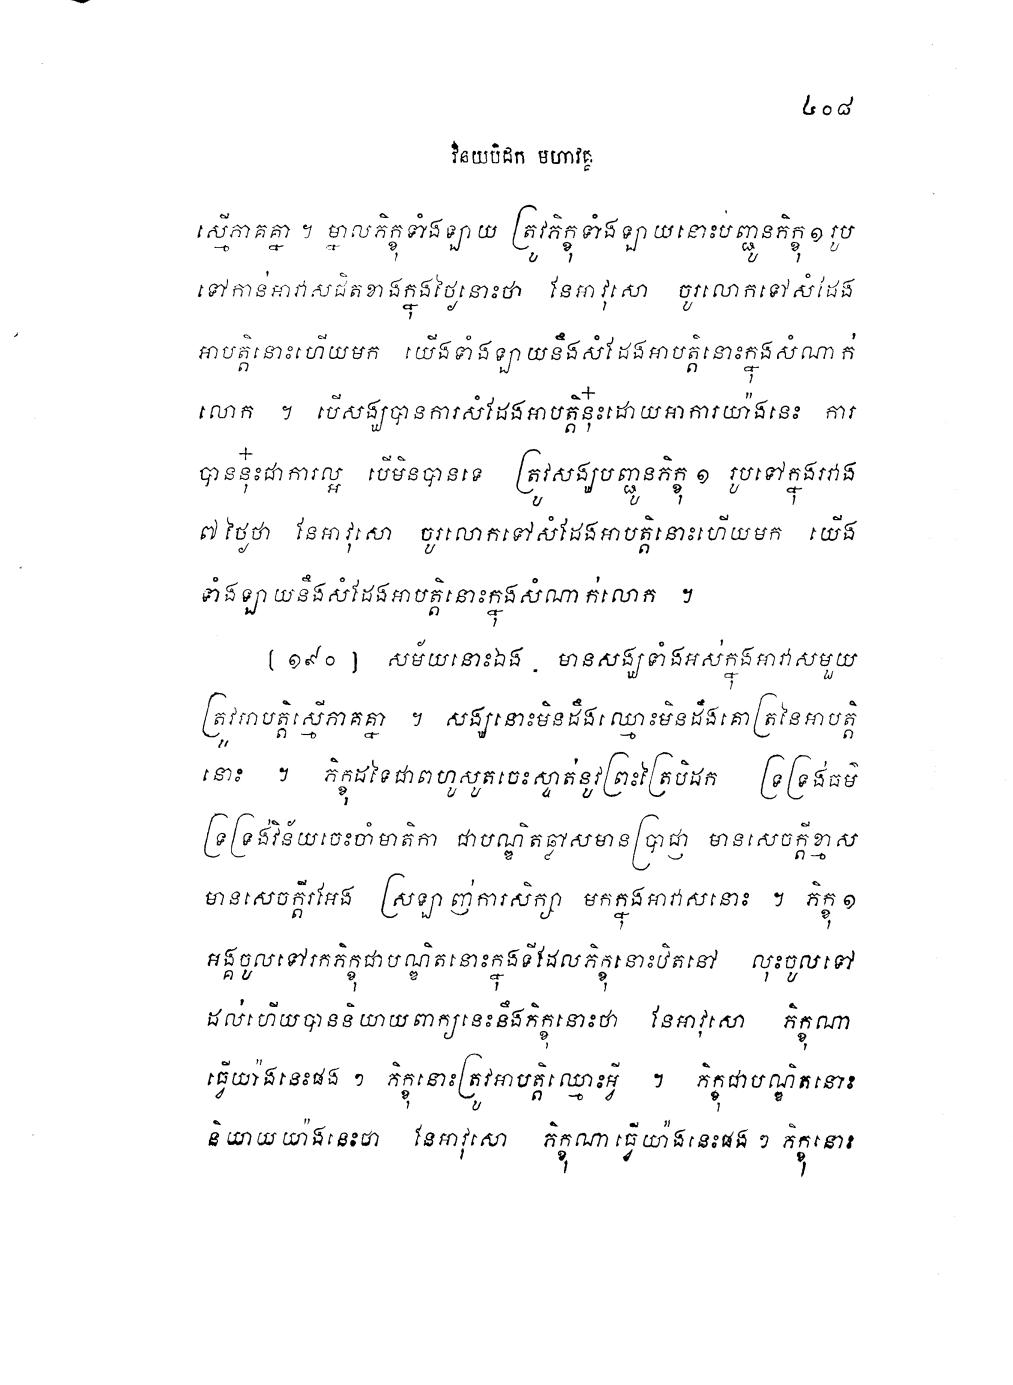 ៤០៨
វិនយបិដក មហាវគ្គ
ស្មើភាគគ្នា ។ ម្នាលភិក្ខុទាំងឡាយ ត្រូវភិក្ខុទាំងឡាយនោះបញ្ជូនភិក្ខុ ១ រូប
ទៅកាន់អាវាសជិតខាងក្នុងថ្ងៃនោះថា នែអាវុសោ ចូរលោកទៅសំដែង
អាបត្តិនោះហើយមក យើងទាំងឡាយនឹងសំដែងអាបត្តិនោះក្នុងសំណាក់
លោក ។ បើសង្ឃបានការសំដែងអាបត្តិនុ៎ះដោយអាការយ៉ាងនេះ ការ
បាននុ៎ះជាការល្អ បើមិនបានទេ ត្រូវសង្ឃបញ្ជូនភិក្ខុ ១ រូបទៅក្នុងរវាង
៧ ថ្ងៃថា នែអាវុសោ ចូរលោកទៅសំដែងអាបត្តិនោះហើយមក យើង
ទាំងឡាយនឹងសំដែងអាបត្តិនោះក្នុងសំណាក់លោក ។
[ ១៩០ ] សម័យនោះឯង មានសង្ឃទាំងអស់ក្នុងអាវាសមួយ
ត្រូវអាបត្តិស្មើភាគគ្នា ។ សង្ឃនោះមិនដឹងឈ្មោះមិនដឹងគោត្រនៃអាបត្តិ
នោះ ។ ភិក្ខុដទៃជាពហូសូតចេះស្ទាត់នូវព្រះត្រៃបិដក ទ្រទ្រង់ធម៌
ទ្រទ្រង់វិន័យចេះចាំមាតិកា ជាបណ្ឌិតឆ្លាសមានប្រាជ្ញា មានសេចក្តីខ្មាស
មានសេចក្តីរអែង ស្រឡាញ់ការសិក្សា មកក្នុងអាវាសនោះ ។ ភិក្ខុ ១
អង្គចូលទៅរកភិក្ខុជាបណ្ឌិតនោះក្នុងទីដែលភិក្ខុនោះឋិតនៅ លុះចូលទៅ
ដល់ហើយបាននិយាយពាក្យនេះនឹងភិក្ខុនោះថា នែអាវុសោ ភិក្ខុណា
ធ្វើយ៉ាងនេះផង ១ ភិក្ខុនោះត្រូវអាបត្តិឈ្មោះអ្វី ។ ភិក្ខុជាបណ្ឌិតនោះ
និយាយយ៉ាងនេះថា នែអាវុសោ ភិក្ខុណាធ្វើយ៉ាងនេះផង ១ ភិក្ខុនោះ